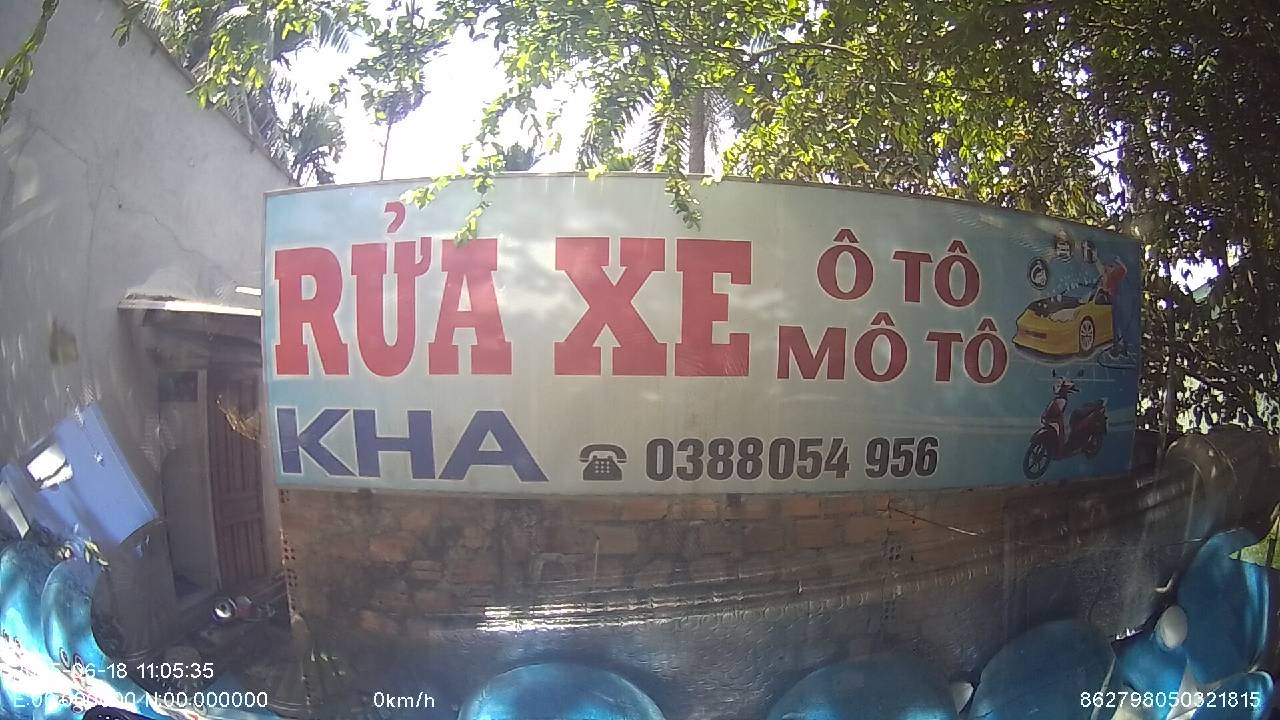 RỬA XE
Ô TÔ
MÔ TÔ
KHA
0388054 956
06-18 11:05:35
0km/h
862798050321815